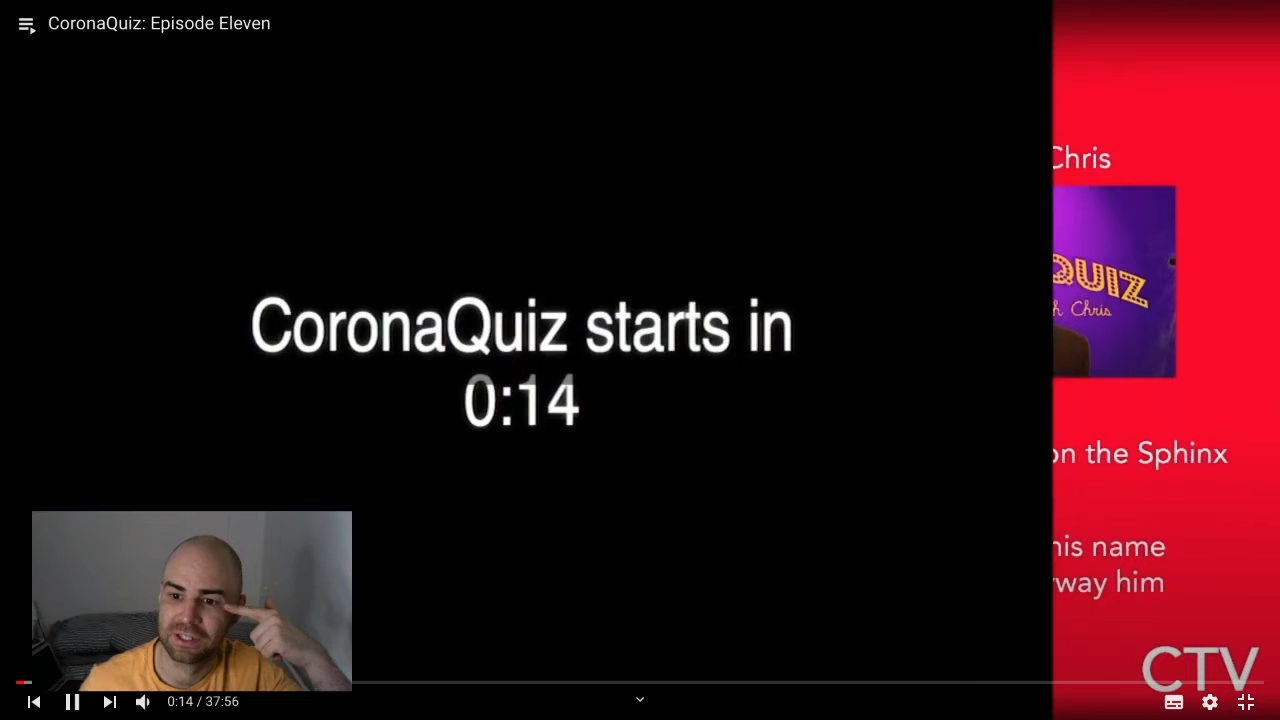 CoronaQuiz: Episode Eleven
Chris
QUIZ
h Chris
CoronaQuiz starts in
0:14
on the Sphinx
his name
way him
CTV
0:14 / 37:56